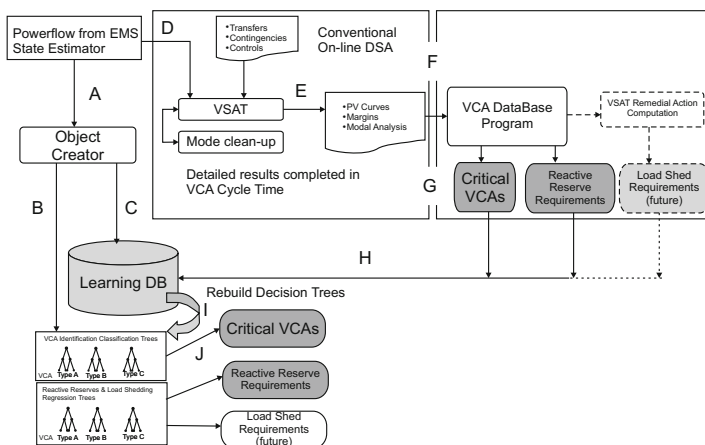 Powerflow from EMS
State Estimator
D
•Transfers
•Contingencies
•Controls
Conventional
On-line DSA
F
A
E
VSAT
•PV Curves
•Margins
•Modal Analysis
VCA DataBase
Program
VSAT Remedial Action
Computation
Object
Creator
Mode clean-up
Detailed results completed in
VCA Cycle Time
G
Critical
VCAs
Reactive
Reserve
Requirements
Load Shed
Requirements
(future)
B
C
H
Learning DB
Rebuild Decision Trees
I
VCA Identification Classification Trees
VCA
Type A
Type B
Type C
J
Critical VCAs
Reactive Reserves & Load Shedding
Regression Trees
VCA
Type A
Type B
Type C
Reactive Reserve
Requirements
Load Shed
Requirements
(future)